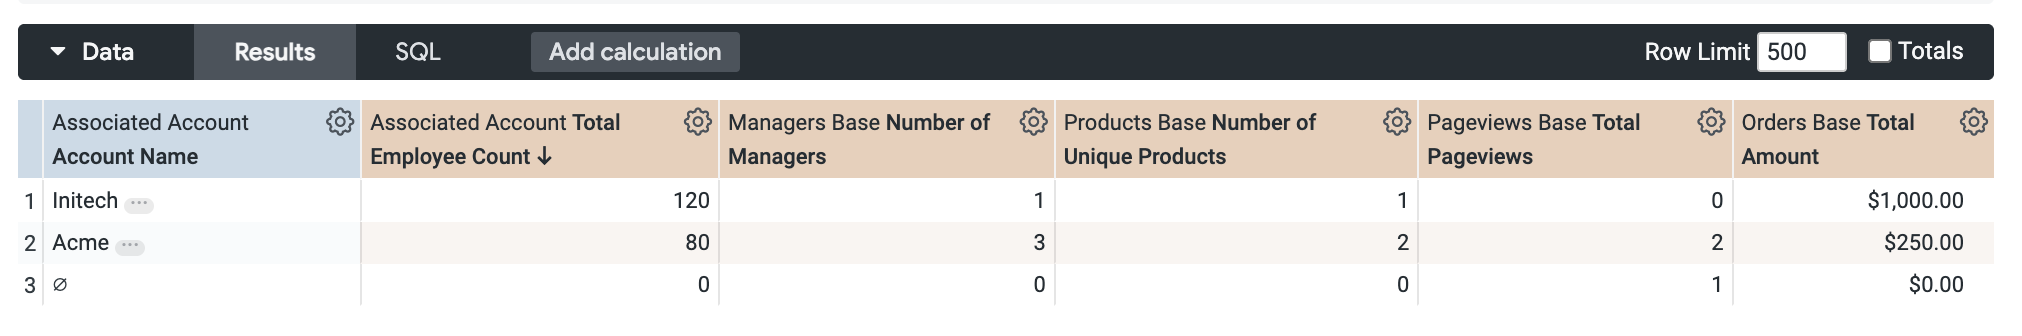 Data Results SQL Add calculation Row Limit 500 Totals
Associated Account Account Name
Associated Account Total Employee Count ↓
Managers Base Number of Managers
Products Base Number of Unique Products
Pageviews Base Total Pageviews
Orders Base Total Amount
1 Initech ... 120 1 1 0 $1,000.00
2 Acme ... 80 3 2 2 $250.00
3 ∅ 0 0 0 1 $0.00